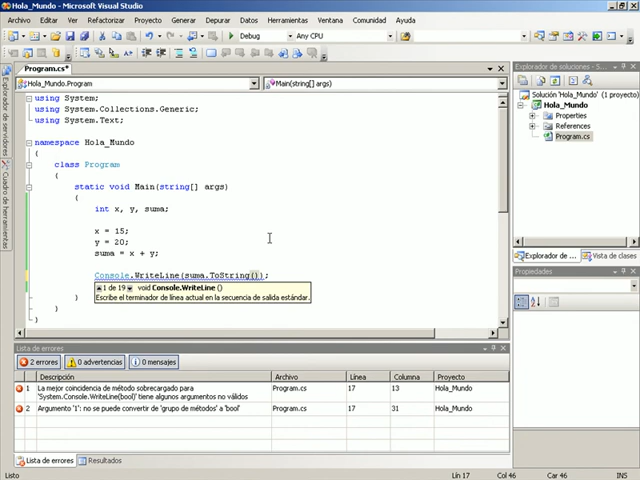 Hola_Mundo - Microsoft Visual Studio
Archivo Editar Ver Refactorizar Proyecto Generar Depurar Datos Herramientas Ventana Comunidad Ayuda
Debug Any CPU
Program.cs*
Hola_Mundo.Program Main(string[] args)
using System;
using System.Collections.Generic;
using System.Text;
namespace Hola_Mundo
{
class Program
{
static void Main(string[] args)
{
int x, y, suma;
x = 15;
y = 20;
suma = x + y;
Console.WriteLine(suma.ToString());
1 de 19 void Console.WriteLine ()
Escribe el terminador de línea actual en la secuencia de salida estándar.
}
}
}
Explorador de servidores
Cuadro de herramientas
Explorador de soluciones - Hola_Mun...
Solución 'Hola_Mundo' (1 proyecto)
Hola_Mundo
Properties
References
Program.cs
Explorador de... Vista de clases
Propiedades
Lista de errores
2 errores 0 advertencias 0 mensajes
Descripción Archivo Línea Columna Proyecto
1 La mejor coincidencia de método sobrecargado para Program.cs 17 13 Hola_Mundo
'System.Console.WriteLine(bool)' tiene algunos argumentos no válidos
2 Argumento '1': no se puede convertir de 'grupo de métodos' a 'bool' Program.cs 17 31 Hola_Mundo
Lista de errores Resultados
Listo Lín 17 Col 46 Car 46 INS